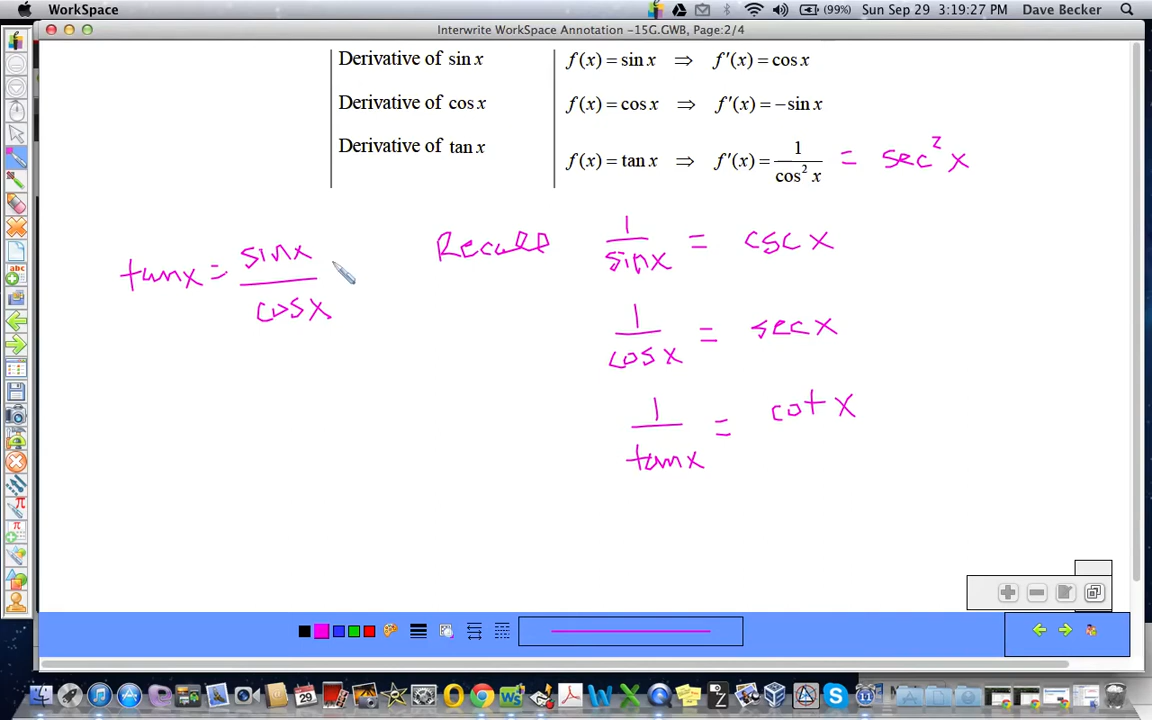 WorkSpace (99%) Sun Sep 29 3:19:27 PM Dave Becker
Interwrite WorkSpace Annotation -15G.GWB, Page:2/4
Derivative of sin x f(x) = sin x ⇒ f'(x) = cos x
Derivative of cos x f(x) = cos x ⇒ f'(x) = −sin x
Derivative of tan x f(x) = tan x ⇒ f'(x) = 1/cos² x = sec² x
tan x = sin x / cos x
Recall 1/sin x = csc x
1/cos x = sec x
1/tan x = cot x